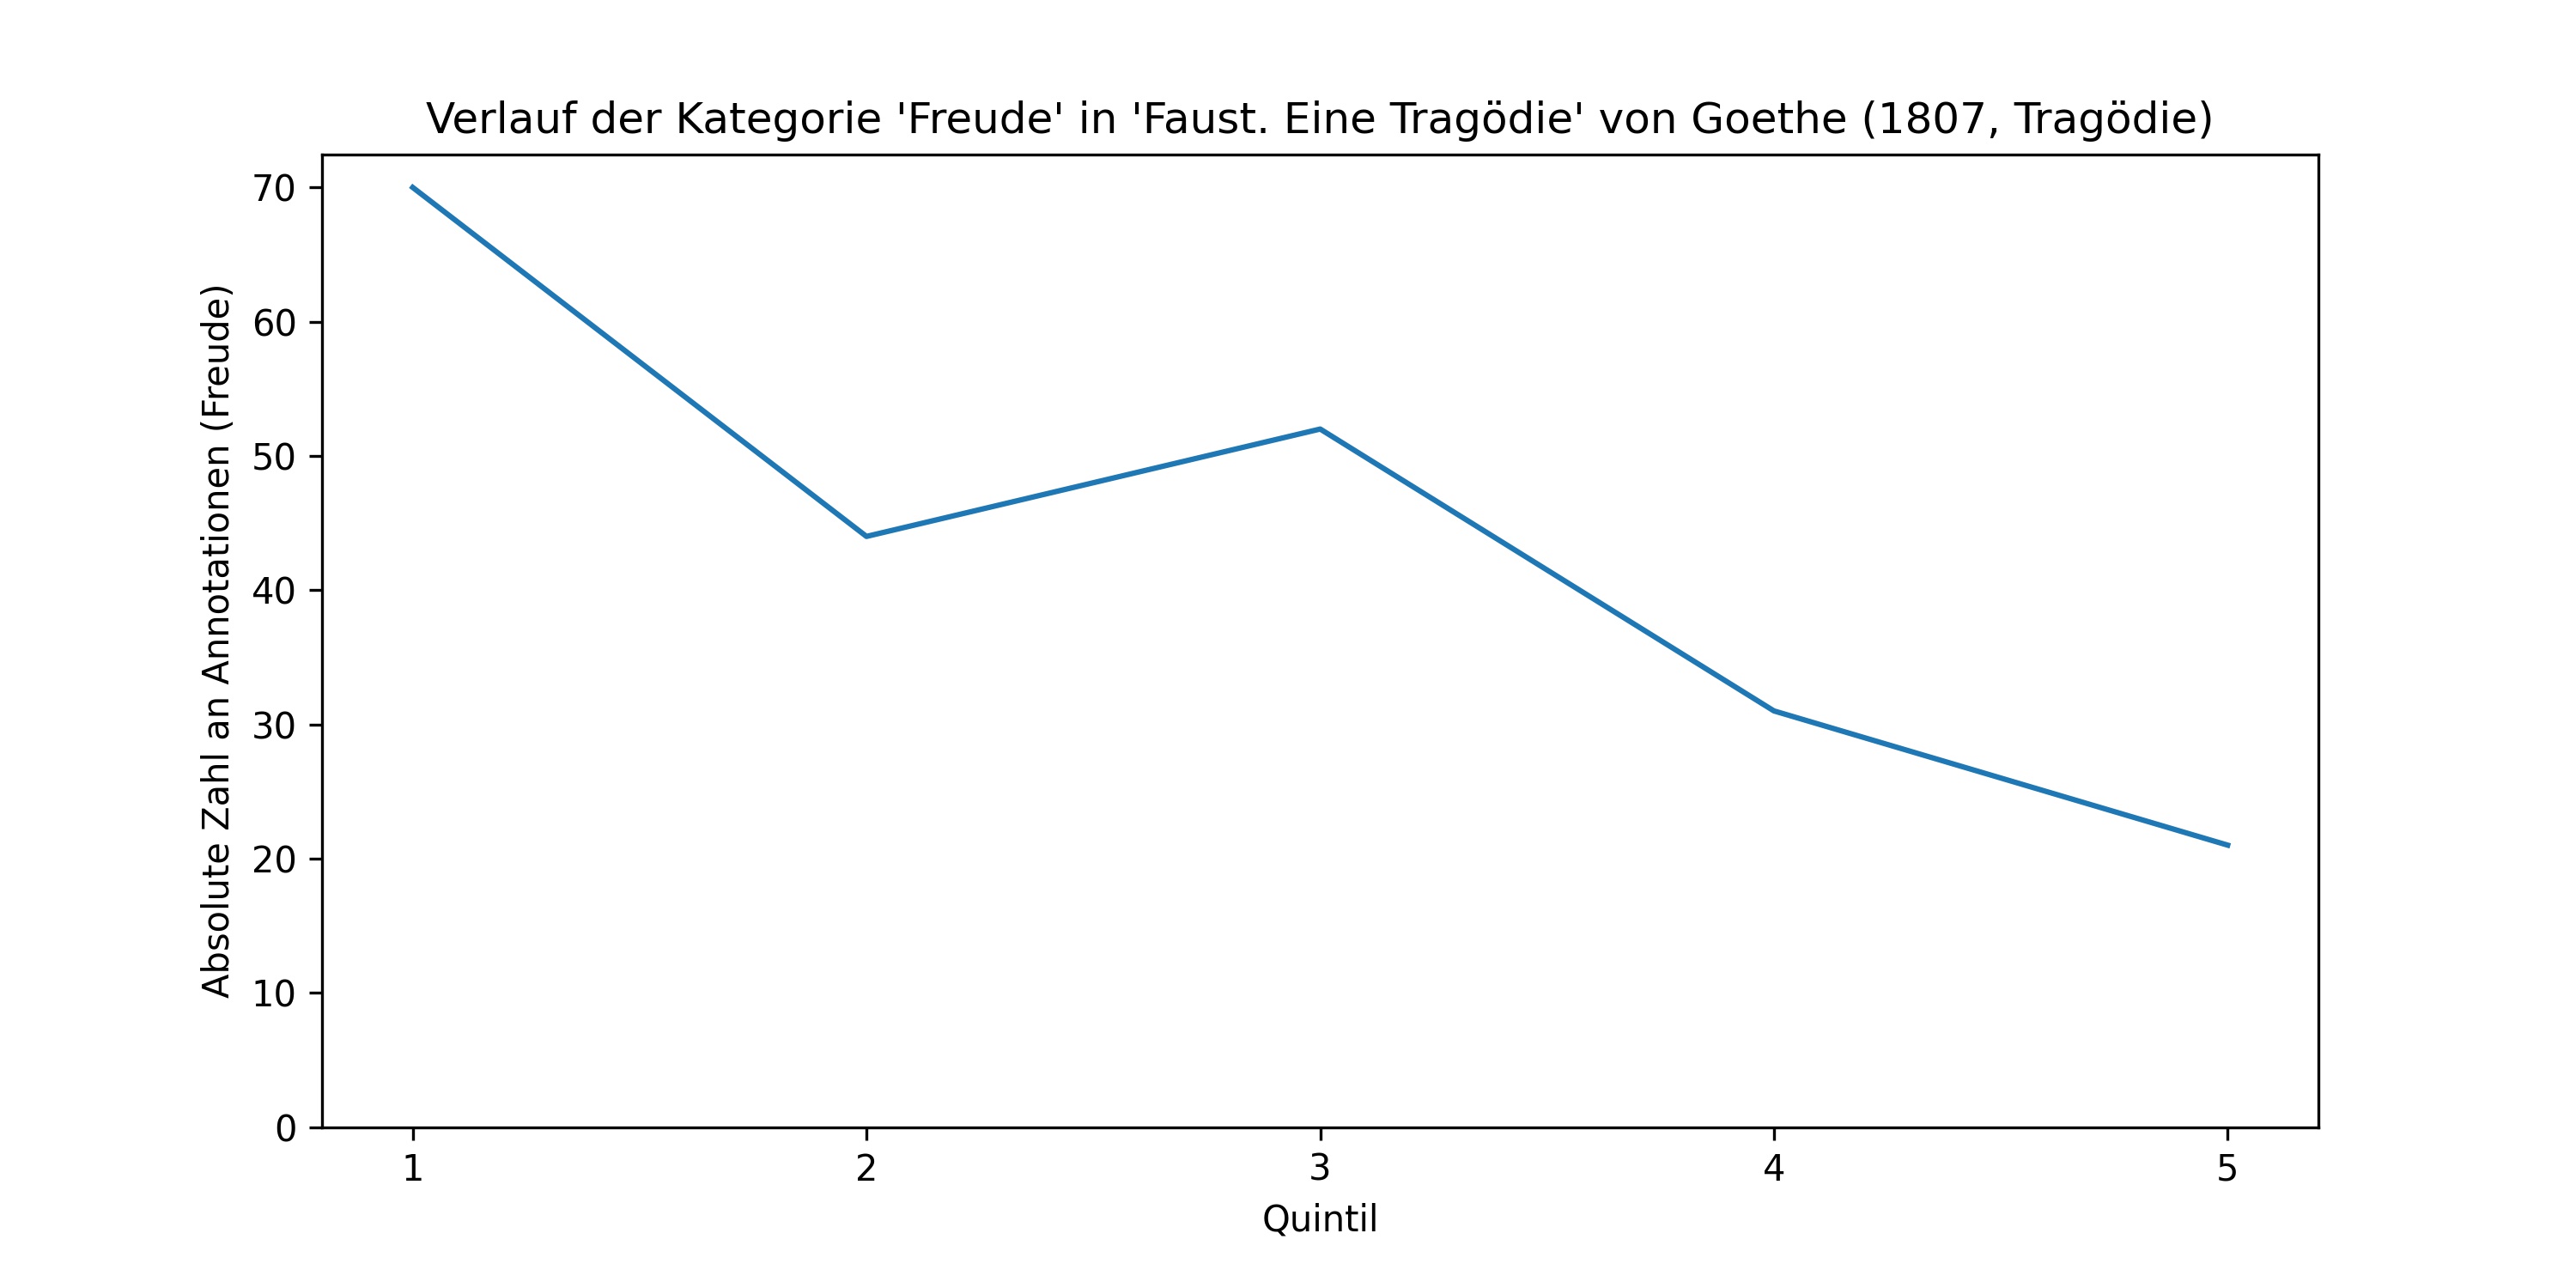 Verlauf der Kategorie 'Freude' in 'Faust. Eine Tragödie' von Goethe (1807, Tragödie)
Absolute Zahl an Annotationen (Freude)
70
60
50
40
30
20
10
0
1 2 3 4 5
Quintil